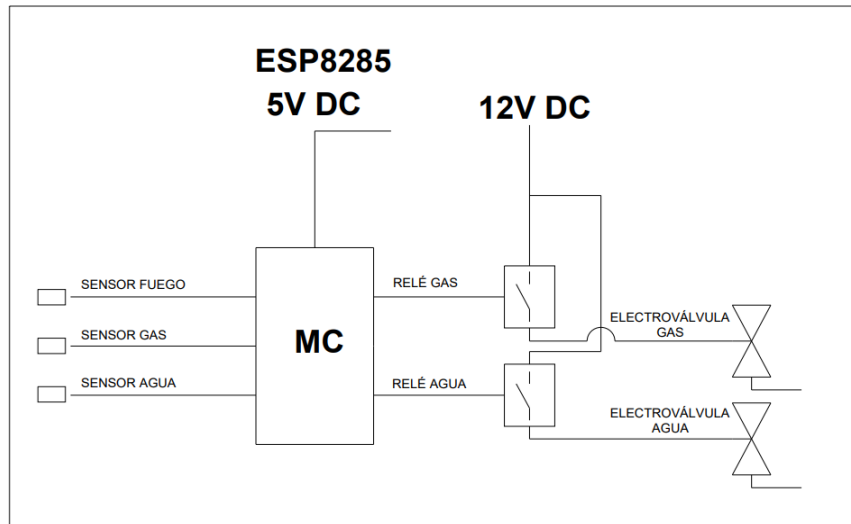 ESP8285
5V DC
12V DC
SENSOR FUEGO
RELÉ GAS
SENSOR GAS
MC
ELECTROVÁLVULA
GAS
SENSOR AGUA
RELÉ AGUA
ELECTROVÁLVULA
AGUA